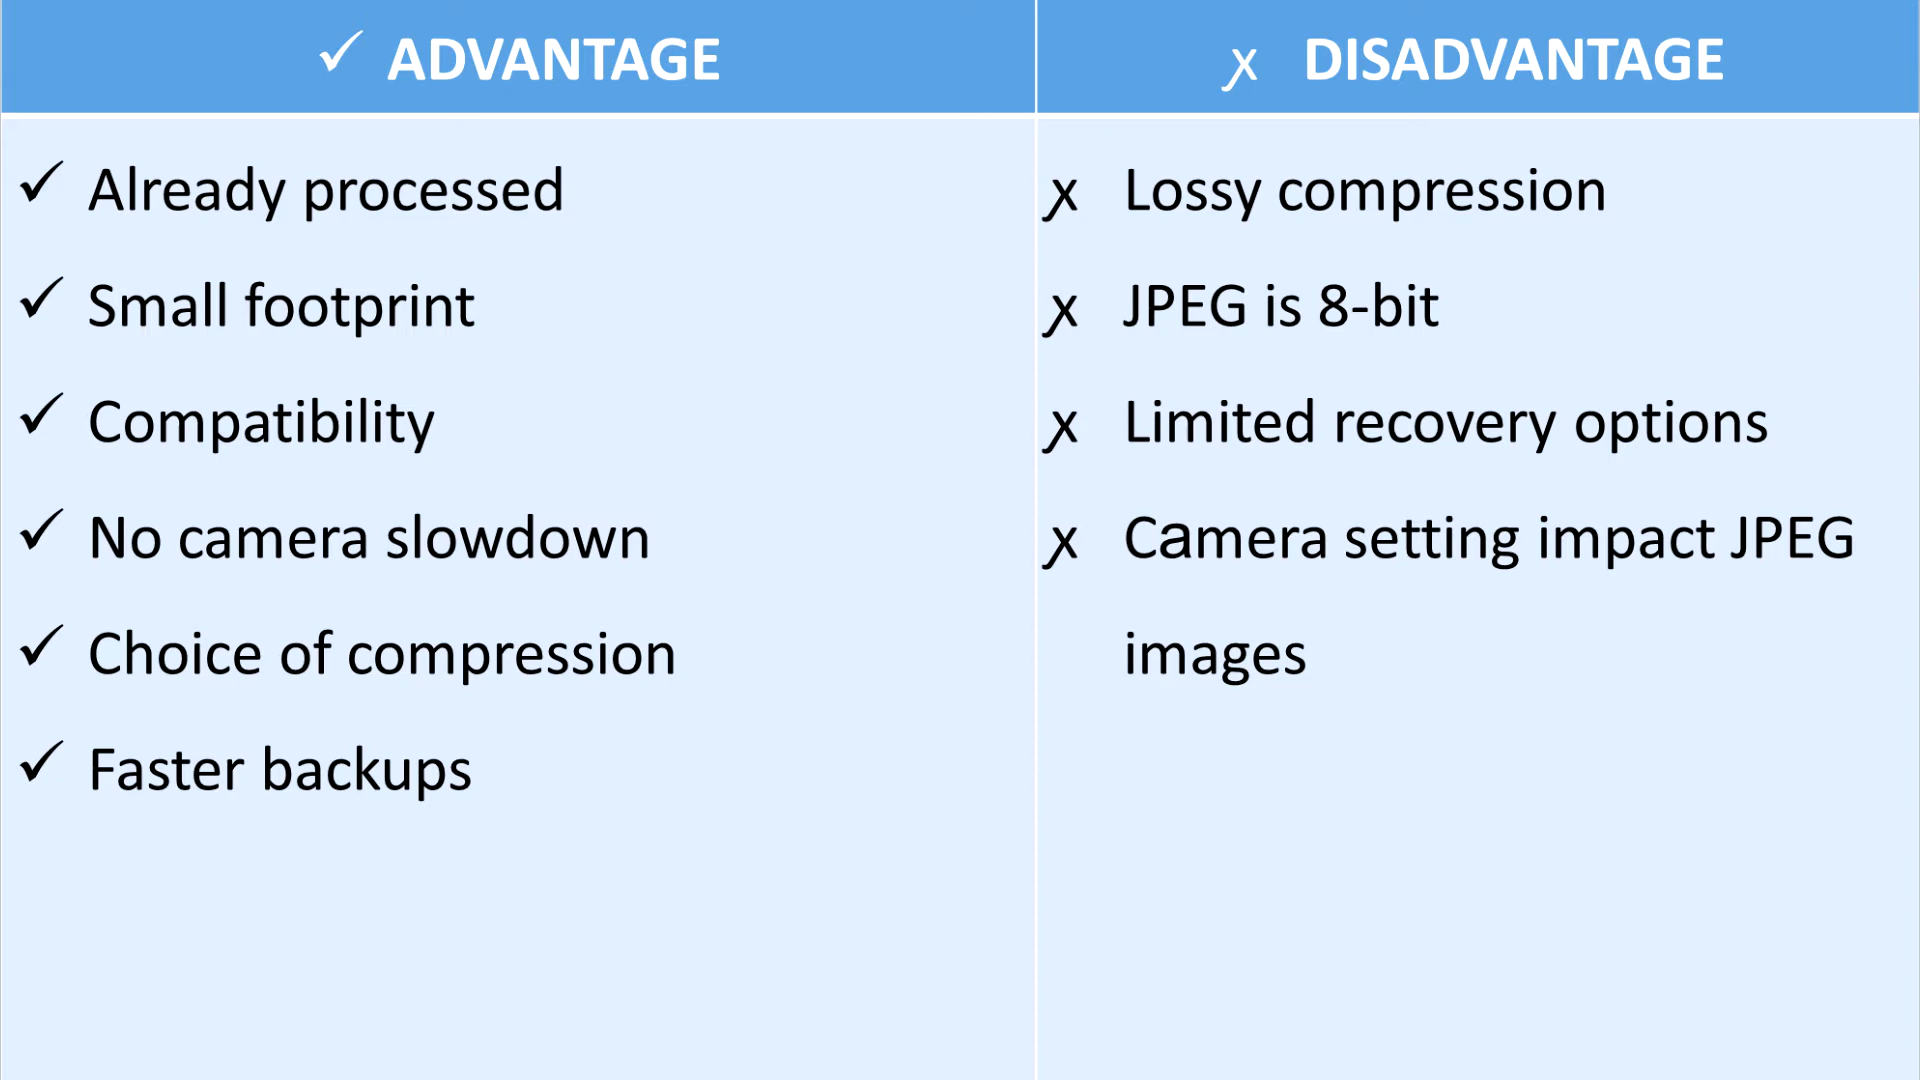 ✓ ADVANTAGE
x DISADVANTAGE
✓ Already processed
✓ Small footprint
✓ Compatibility
✓ No camera slowdown
✓ Choice of compression
✓ Faster backups
x Lossy compression
x JPEG is 8-bit
x Limited recovery options
x Camera setting impact JPEG
images